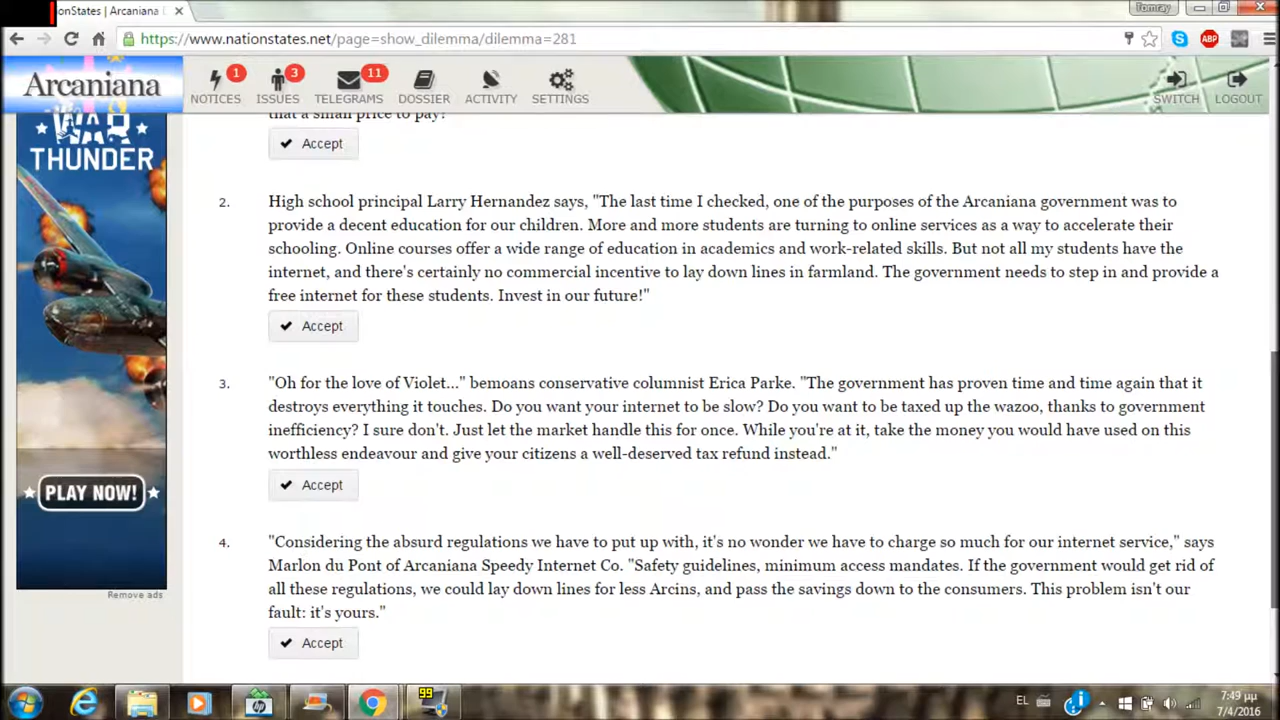 onStates | Arcaniana
Tomray
https://www.nationstates.net/page=show_dilemma/dilemma=281
ABP
Arcaniana
1
3
11
NOTICES
ISSUES
TELEGRAMS
DOSSIER
ACTIVITY
SETTINGS
SWITCH
LOGOUT
that a small price to pay?
Accept
WAR
THUNDER
2.
High school principal Larry Hernandez says, "The last time I checked, one of the purposes of the Arcaniana government was to
provide a decent education for our children. More and more students are turning to online services as a way to accelerate their
schooling. Online courses offer a wide range of education in academics and work-related skills. But not all my students have the
internet, and there's certainly no commercial incentive to lay down lines in farmland. The government needs to step in and provide a
free internet for these students. Invest in our future!"
Accept
3.
"Oh for the love of Violet..." bemoans conservative columnist Erica Parke. "The government has proven time and time again that it
destroys everything it touches. Do you want your internet to be slow? Do you want to be taxed up the wazoo, thanks to government
inefficiency? I sure don't. Just let the market handle this for once. While you're at it, take the money you would have used on this
worthless endeavour and give your citizens a well-deserved tax refund instead."
Accept
PLAY NOW!
4.
"Considering the absurd regulations we have to put up with, it's no wonder we have to charge so much for our internet service," says
Marlon du Pont of Arcaniana Speedy Internet Co. "Safety guidelines, minimum access mandates. If the government would get rid of
all these regulations, we could lay down lines for less Arcins, and pass the savings down to the consumers. This problem isn't our
fault: it's yours."
Accept
Remove ads
99
EL
7:49 μμ
7/4/2016